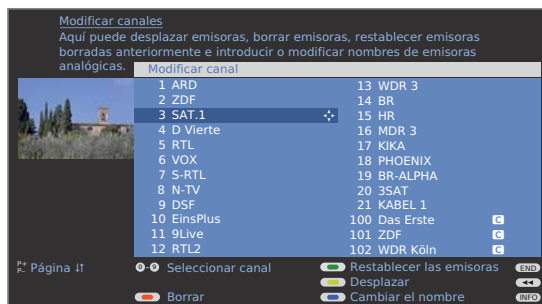 Modificar canales
Aquí puede desplazar emisoras, borrar emisoras, restablecer emisoras
borradas anteriormente e introducir o modificar nombres de emisoras
analógicas.
Modificar canal
1 ARD
2 ZDF
3 SAT.1
4 D Vierte
5 RTL
6 VOX
7 S-RTL
8 N-TV
9 DSF
10 EinsPlus
11 9Live
12 RTL2
13 WDR 3
14 BR
15 HR
16 MDR 3
17 KIKA
18 PHOENIX
19 BR-ALPHA
20 3SAT
21 KABEL 1
100 Das Erste C
101 ZDF C
102 WDR Köln C
P+
P- Página ↓↑
0-9 Seleccionar canal
Borrar
Restablecer las emisoras END
Desplazar ◀◀
Cambiar el nombre INFO